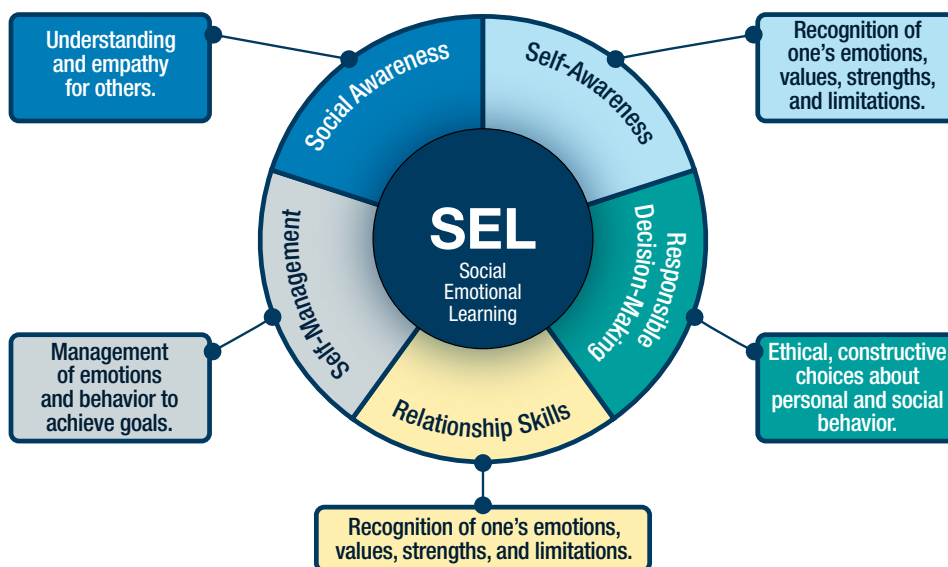 Understanding
and empathy
for others.
Social Awareness
Self-Awareness
Recognition of
one's emotions,
values, strengths,
and limitations.
SEL
Social
Emotional
Learning
Self-Management
Responsible
Decision-Making
Management
of emotions
and behavior to
achieve goals.
Relationship Skills
Ethical, constructive
choices about
personal and social
behavior.
Recognition of one's emotions,
values, strengths, and limitations.